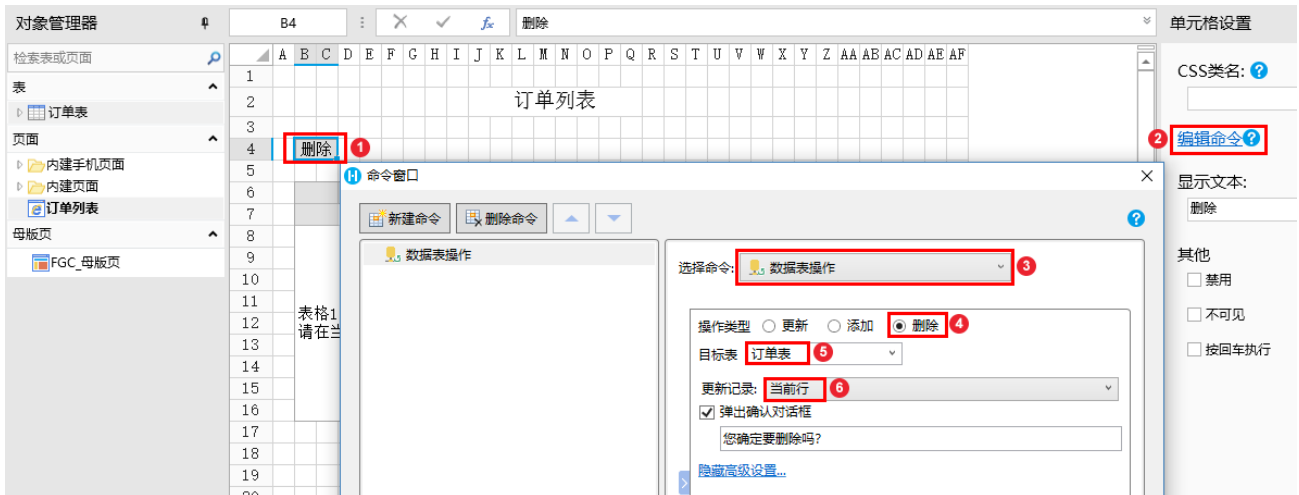 对象管理器
B4
fx
删除
单元格设置
检索表或页面
A B C D E F G H I J K L M N O P Q R S T U V W X Y Z AA AB AC AD AE AF
CSS类名:
表
1
订单表
2
订单列表
3
页面
4
删除
1
2
编辑命令
内建手机页面
5
命令窗口
显示文本:
内建页面
6
订单列表
7
新建命令
删除命令
删除
母版页
8
FGC_母版页
9
数据表操作
选择命令:
数据表操作
3
其他
10
禁用
11
表格1
12
请在当
操作类型
更新
添加
删除
4
不可见
13
目标表
订单表
5
按回车执行
14
15
更新记录:
当前行
6
16
弹出确认对话框
17
您确定要删除吗?
18
隐藏高级设置...
19